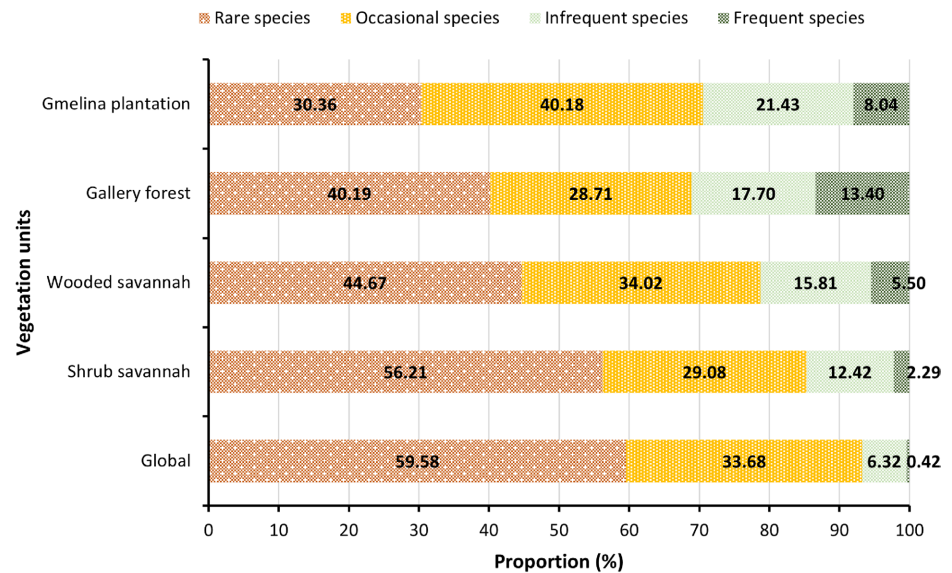 Rare species Occasional species Infrequent species Frequent species
Gmelina plantation 30.36 40.18 21.43 8.04
Gallery forest 40.19 28.71 17.70 13.40
Wooded savannah 44.67 34.02 15.81 5.50
Shrub savannah 56.21 29.08 12.42 2.29
Global 59.58 33.68 6.32 0.42
Vegetation units
0 10 20 30 40 50 60 70 80 90 100
Proportion (%)